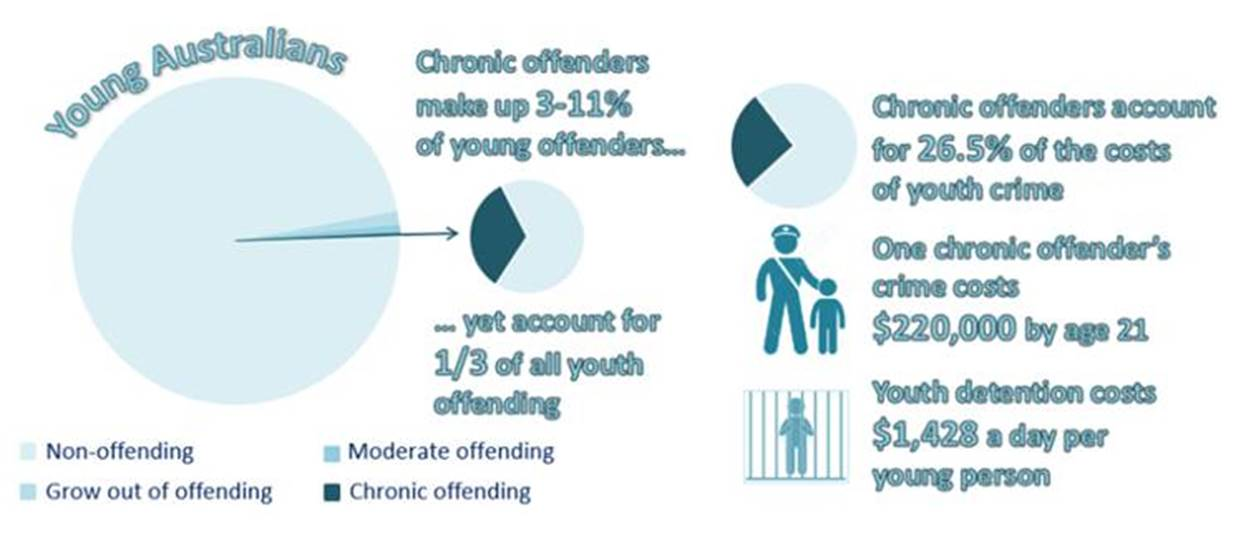 Young Australians
Chronic offenders
make up 3-11%
of young offenders...
... yet account for
1/3 of all youth
offending
Non-offending
Moderate offending
Grow out of offending
Chronic offending
Chronic offenders account
for 26.5% of the costs
of youth crime
One chronic offender's
crime costs
$220,000 by age 21
Youth detention costs
$1,428 a day per
young person